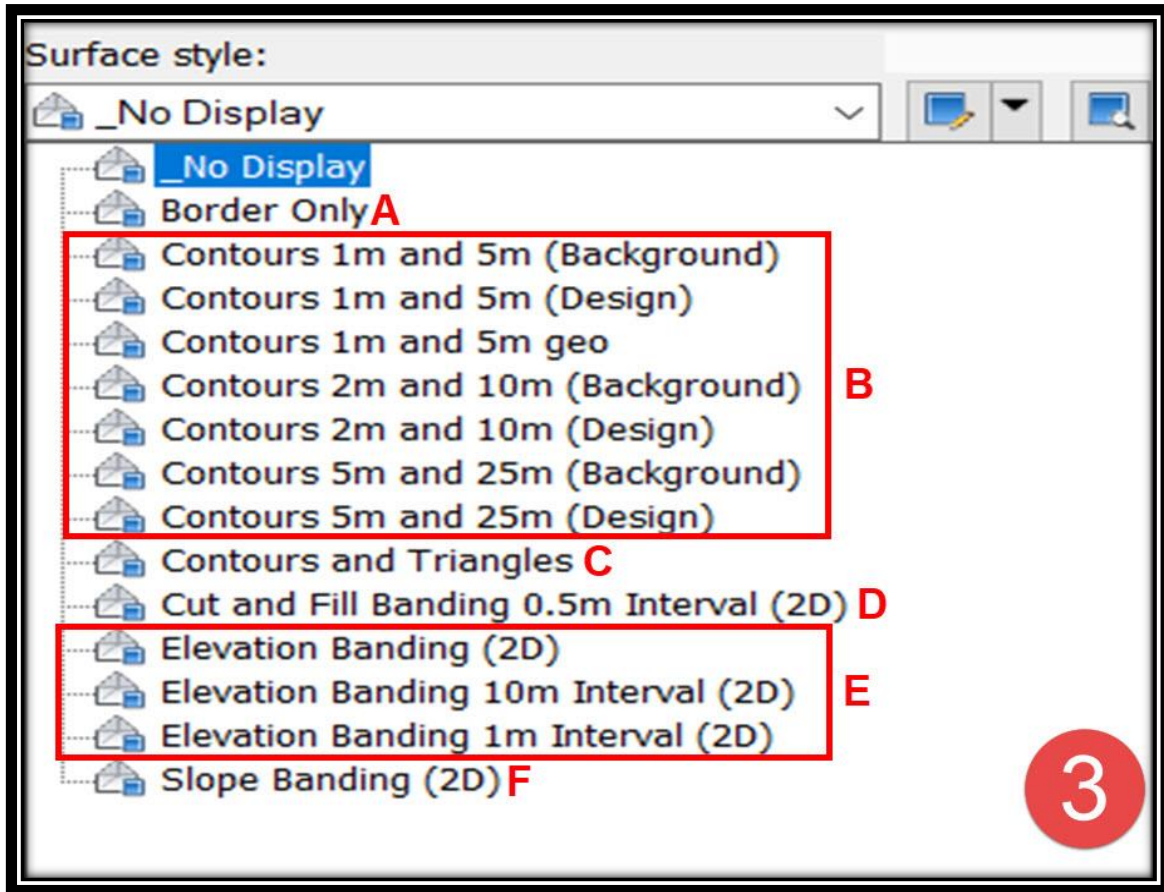 Surface style:
_No Display
_No Display
Border Only A
Contours 1m and 5m (Background)
Contours 1m and 5m (Design)
Contours 1m and 5m geo
Contours 2m and 10m (Background) B
Contours 2m and 10m (Design)
Contours 5m and 25m (Background)
Contours 5m and 25m (Design)
Contours and Triangles C
Cut and Fill Banding 0.5m Interval (2D) D
Elevation Banding (2D)
Elevation Banding 10m Interval (2D) E
Elevation Banding 1m Interval (2D)
Slope Banding (2D) F
3